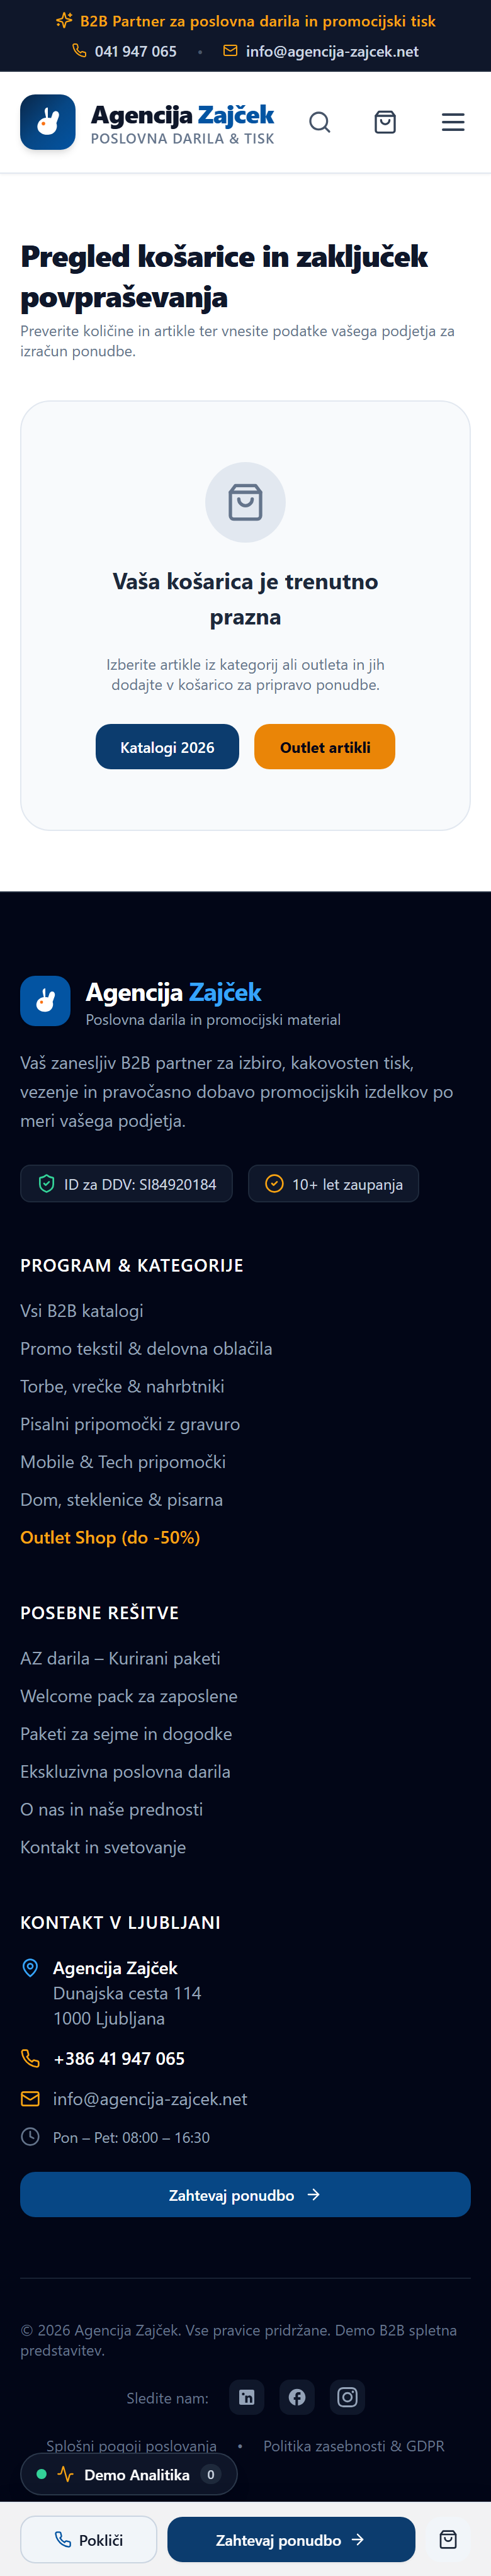 B2B Partner za poslovna darila in promocijski tisk
041 947 065 • info@agencija-zajcek.net
Agencija Zajček
POSLOVNA DARILA & TISK
Pregled košarice in zaključek
povpraševanja
Preverite količine in artikle ter vnesite podatke vašega podjetja za
izračun ponudbe.
Vaša košarica je trenutno
prazna
Izberite artikle iz kategorij ali outleta in jih
dodajte v košarico za pripravo ponudbe.
Katalogi 2026
Outlet artikli
Agencija Zajček
Poslovna darila in promocijski material
Vaš zanesljiv B2B partner za izbiro, kakovosten tisk,
vezenje in pravočasno dobavo promocijskih izdelkov po
meri vašega podjetja.
ID za DDV: SI84920184
10+ let zaupanja
PROGRAM & KATEGORIJE
Vsi B2B katalogi
Promo tekstil & delovna oblačila
Torbe, vrečke & nahrbtniki
Pisalni pripomočki z gravuro
Mobile & Tech pripomočki
Dom, steklenice & pisarna
Outlet Shop (do -50%)
POSEBNE REŠITVE
AZ darila – Kurirani paketi
Welcome pack za zaposlene
Paketi za sejme in dogodke
Ekskluzivna poslovna darila
O nas in naše prednosti
Kontakt in svetovanje
KONTAKT V LJUBLJANI
Agencija Zajček
Dunajska cesta 114
1000 Ljubljana
+386 41 947 065
info@agencija-zajcek.net
Pon – Pet: 08:00 – 16:30
Zahtevaj ponudbo
© 2026 Agencija Zajček. Vse pravice pridržane. Demo B2B spletna
predstavitev.
Sledite nam:
Splošni pogoji poslovanja • Politika zasebnosti & GDPR
Demo Analitika 0
Pokliči
Zahtevaj ponudbo